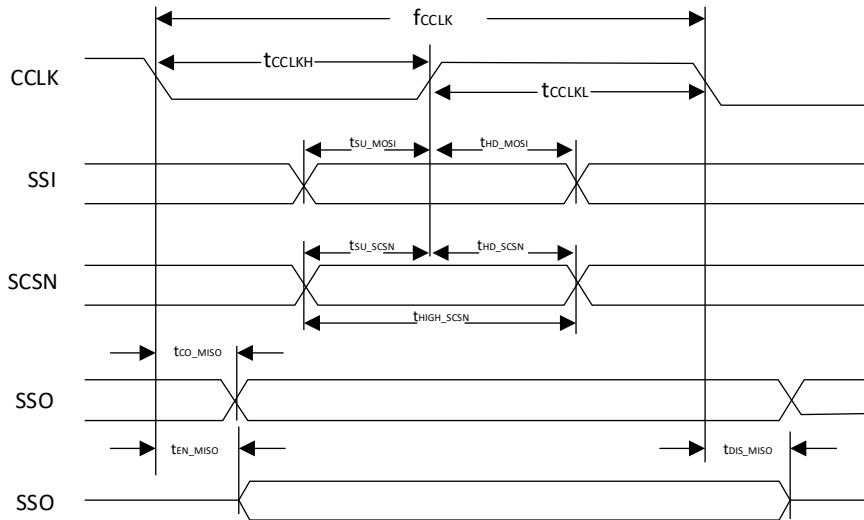 fCCLK
CCLK
tCCLKH
tCCLKL
tSU_MOSI
tHD_MOSI
SSI
tSU_SCSN
tHD_SCSN
SCSN
tHIGH_SCSN
tCO_MISO
SSO
tEN_MISO
tDIS_MISO
SSO